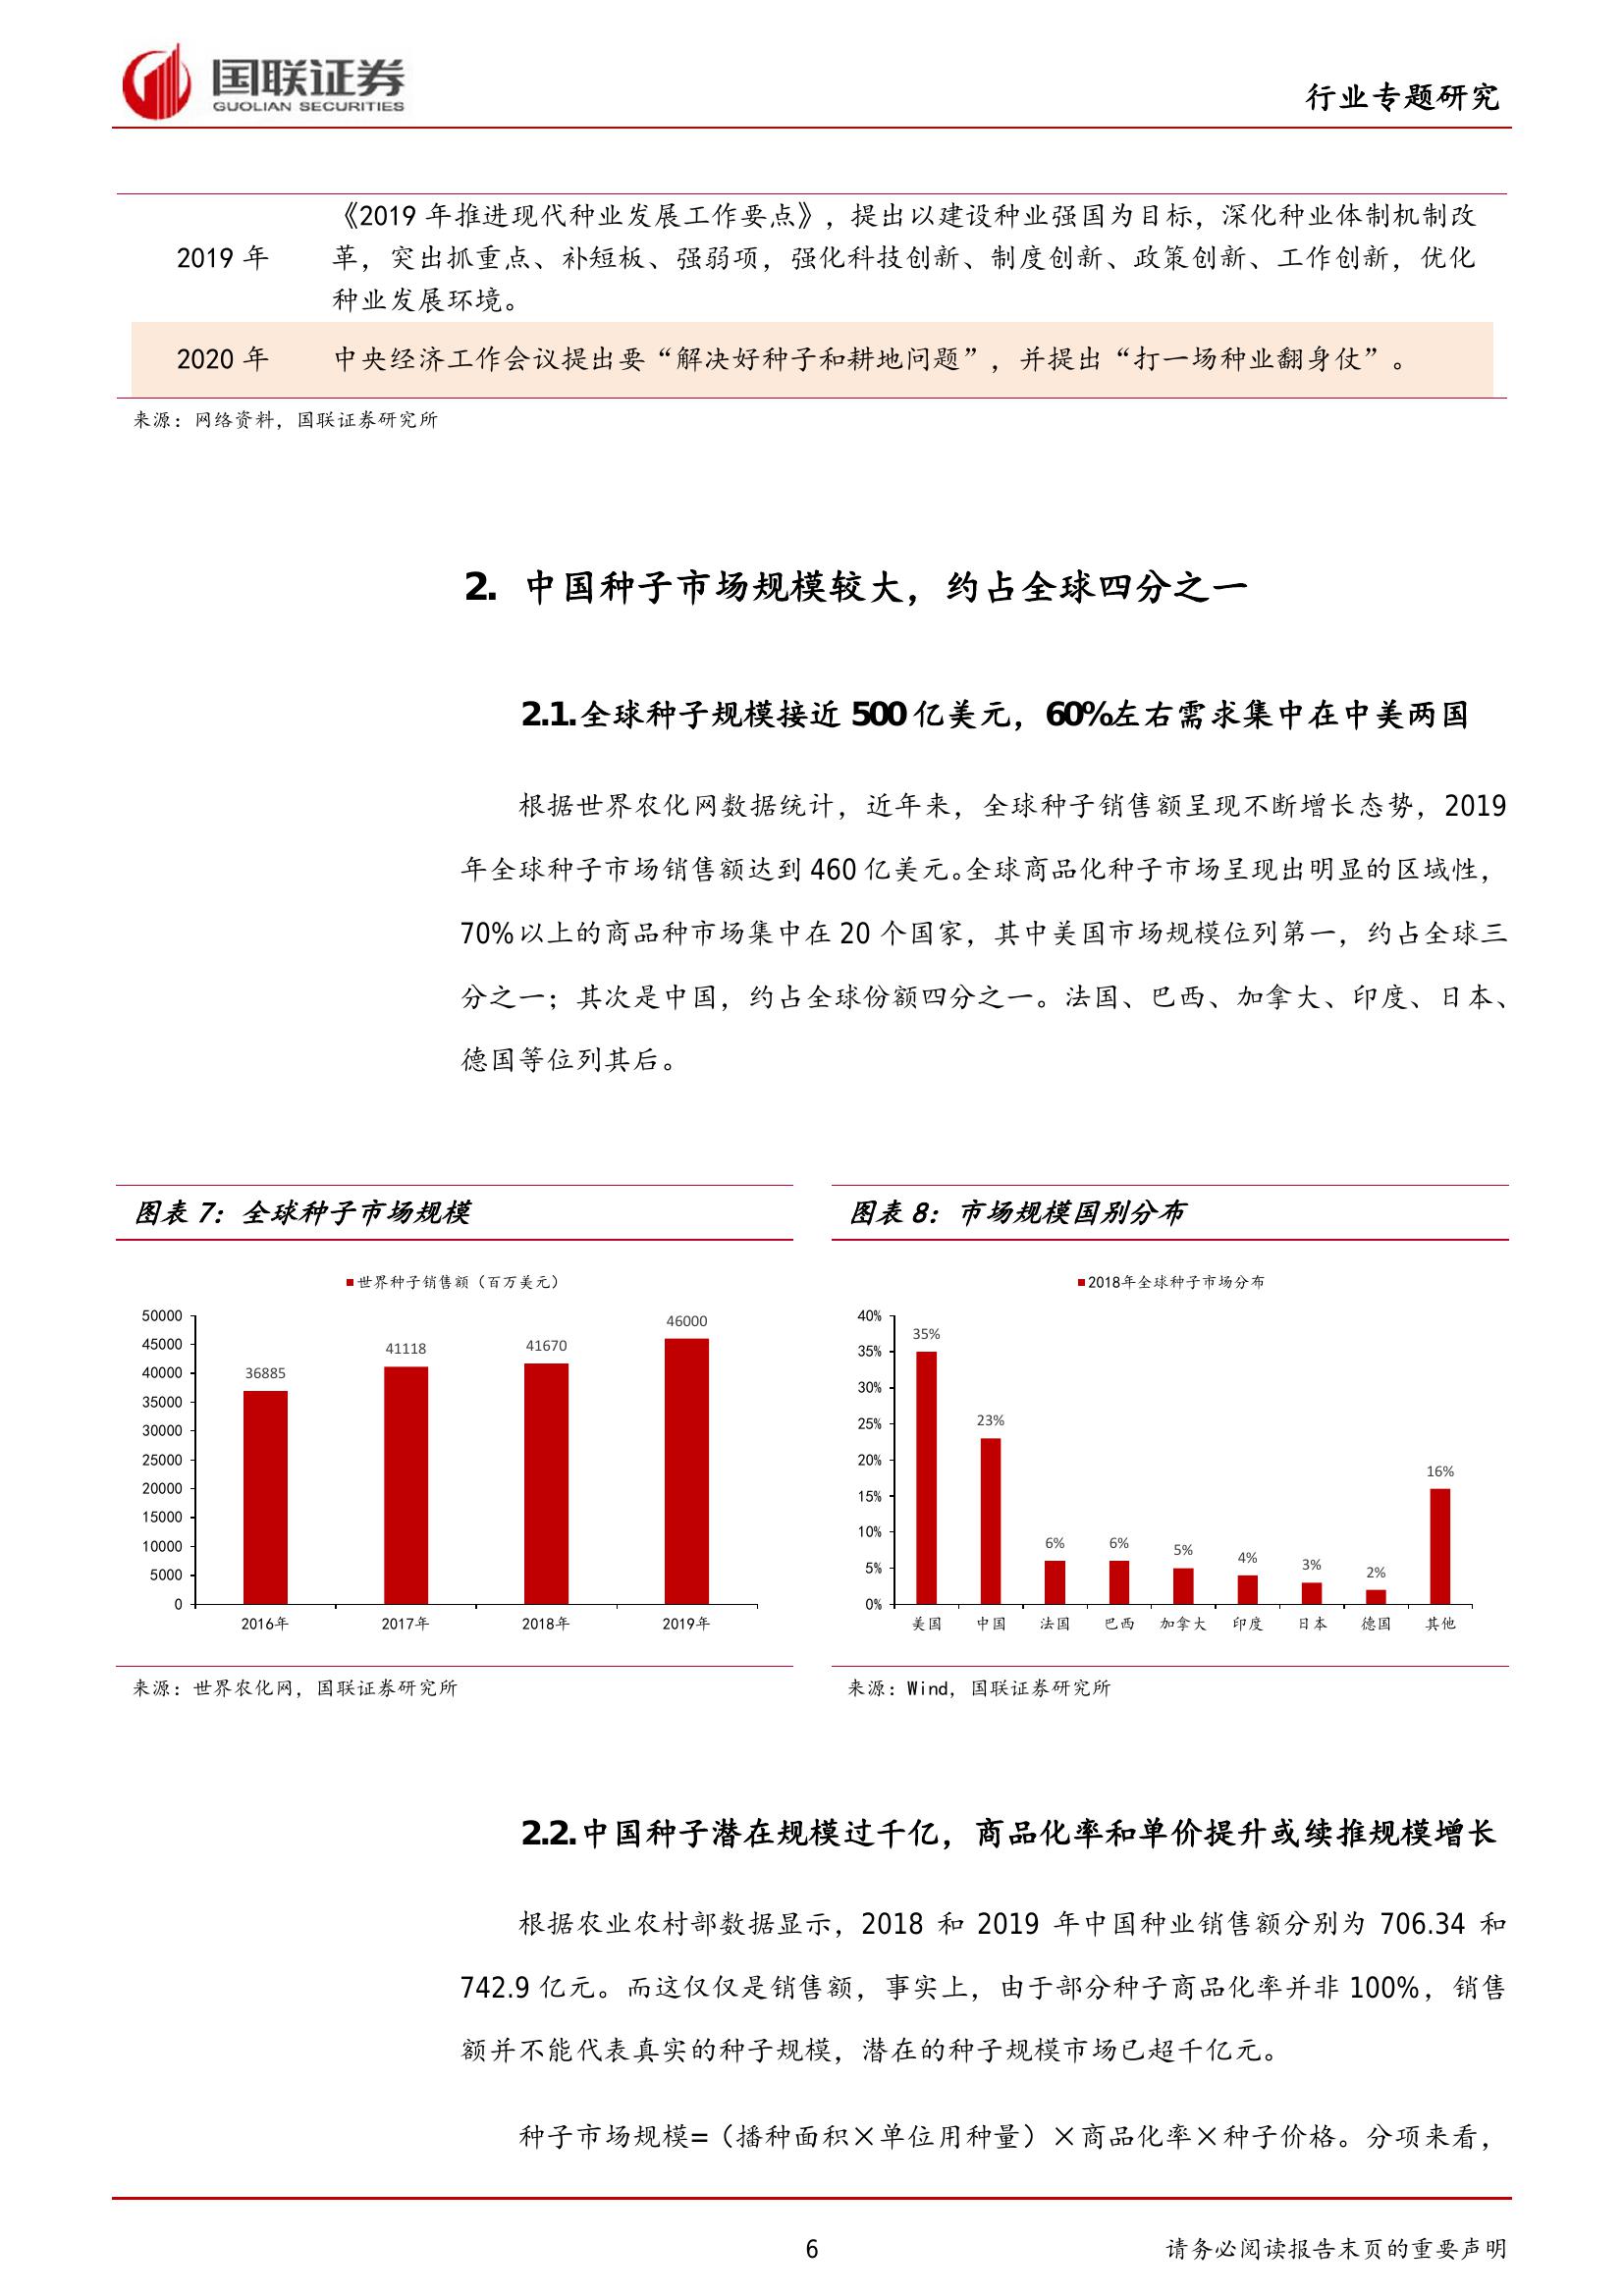 国联证券
GUOLIAN SECURITIES
行业专题研究
《2019 年推进现代种业发展工作要点》，提出以建设种业强国为目标，深化种业体制机制改
2019 年
革，突出抓重点、补短板、强弱项，强化科技创新、制度创新、政策创新、工作创新，优化
种业发展环境。
2020 年 中央经济工作会议提出要“解决好种子和耕地问题”，并提出“打一场种业翻身仗”。
来源：网络资料，国联证券研究所
2. 中国种子市场规模较大，约占全球四分之一
2.1. 全球种子规模接近 500 亿美元，60%左右需求集中在中美两国
根据世界农化网数据统计，近年来，全球种子销售额呈现不断增长态势，2019
年全球种子市场销售额达到 460 亿美元。全球商品化种子市场呈现出明显的区域性，
70%以上的商品种市场集中在 20 个国家，其中美国市场规模位列第一，约占全球三
分之一；其次是中国，约占全球份额四分之一。法国、巴西、加拿大、印度、日本、
德国等位列其后。
图表 7：全球种子市场规模
世界种子销售额（百万美元）
50000
45000
40000
35000
30000
25000
20000
15000
10000
5000
0
36885
41118
41670
46000
2016年 2017年 2018年 2019年
来源：世界农化网，国联证券研究所
图表 8：市场规模国别分布
2018年全球种子市场分布
40%
35%
30%
25%
20%
15%
10%
5%
0%
35%
23%
6%
6%
5%
4%
3%
2%
16%
美国 中国 法国 巴西 加拿大 印度 日本 德国 其他
来源：Wind，国联证券研究所
2.2. 中国种子潜在规模过千亿，商品化率和单价提升或续推规模增长
根据农业农村部数据显示，2018 和 2019 年中国种业销售额分别为 706.34 和
742.9 亿元。而这仅仅是销售额，事实上，由于部分种子商品化率并非 100%，销售
额并不能代表真实的种子规模，潜在的种子规模市场已超千亿元。
种子市场规模=（播种面积×单位用种量）×商品化率×种子价格。分项来看，
6
请务必阅读报告末页的重要声明